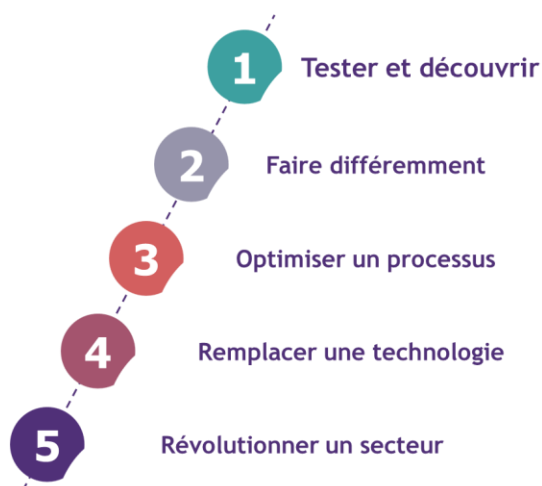 1 Tester et découvrir
2 Faire différemment
3 Optimiser un processus
4 Remplacer une technologie
5 Révolutionner un secteur